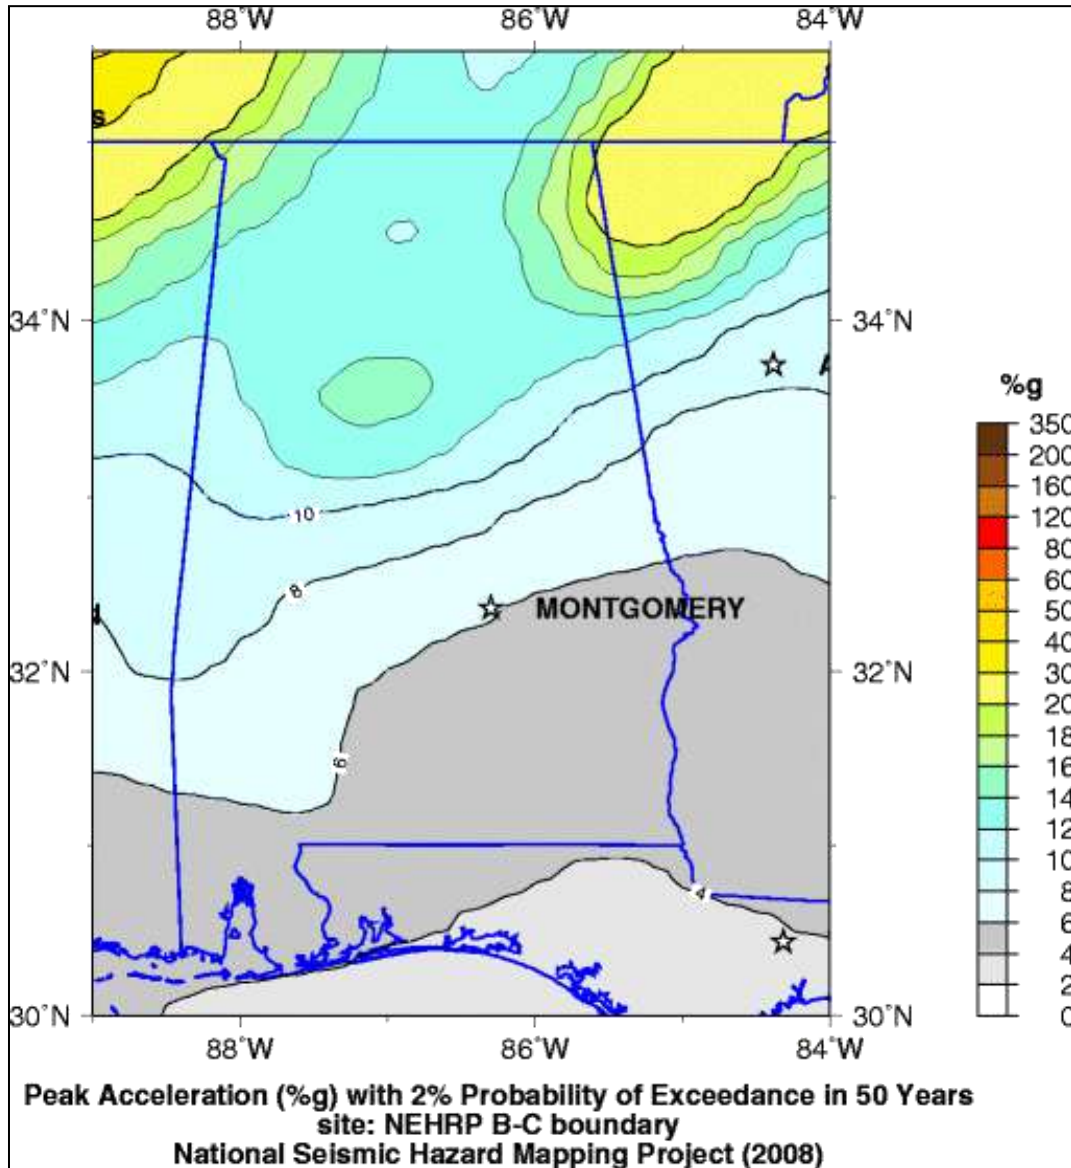 88°W 86°W 84°W
s
34°N 34°N
A
%g
350
200
160
120
80
60
50
40
30
20
18
16
14
12
10
8
6
4
2
0
10
8
d
MONTGOMERY
32°N 32°N
6
4
30°N 30°N
88°W 86°W 84°W
Peak Acceleration (%g) with 2% Probability of Exceedance in 50 Years
site: NEHRP B-C boundary
National Seismic Hazard Mapping Project (2008)